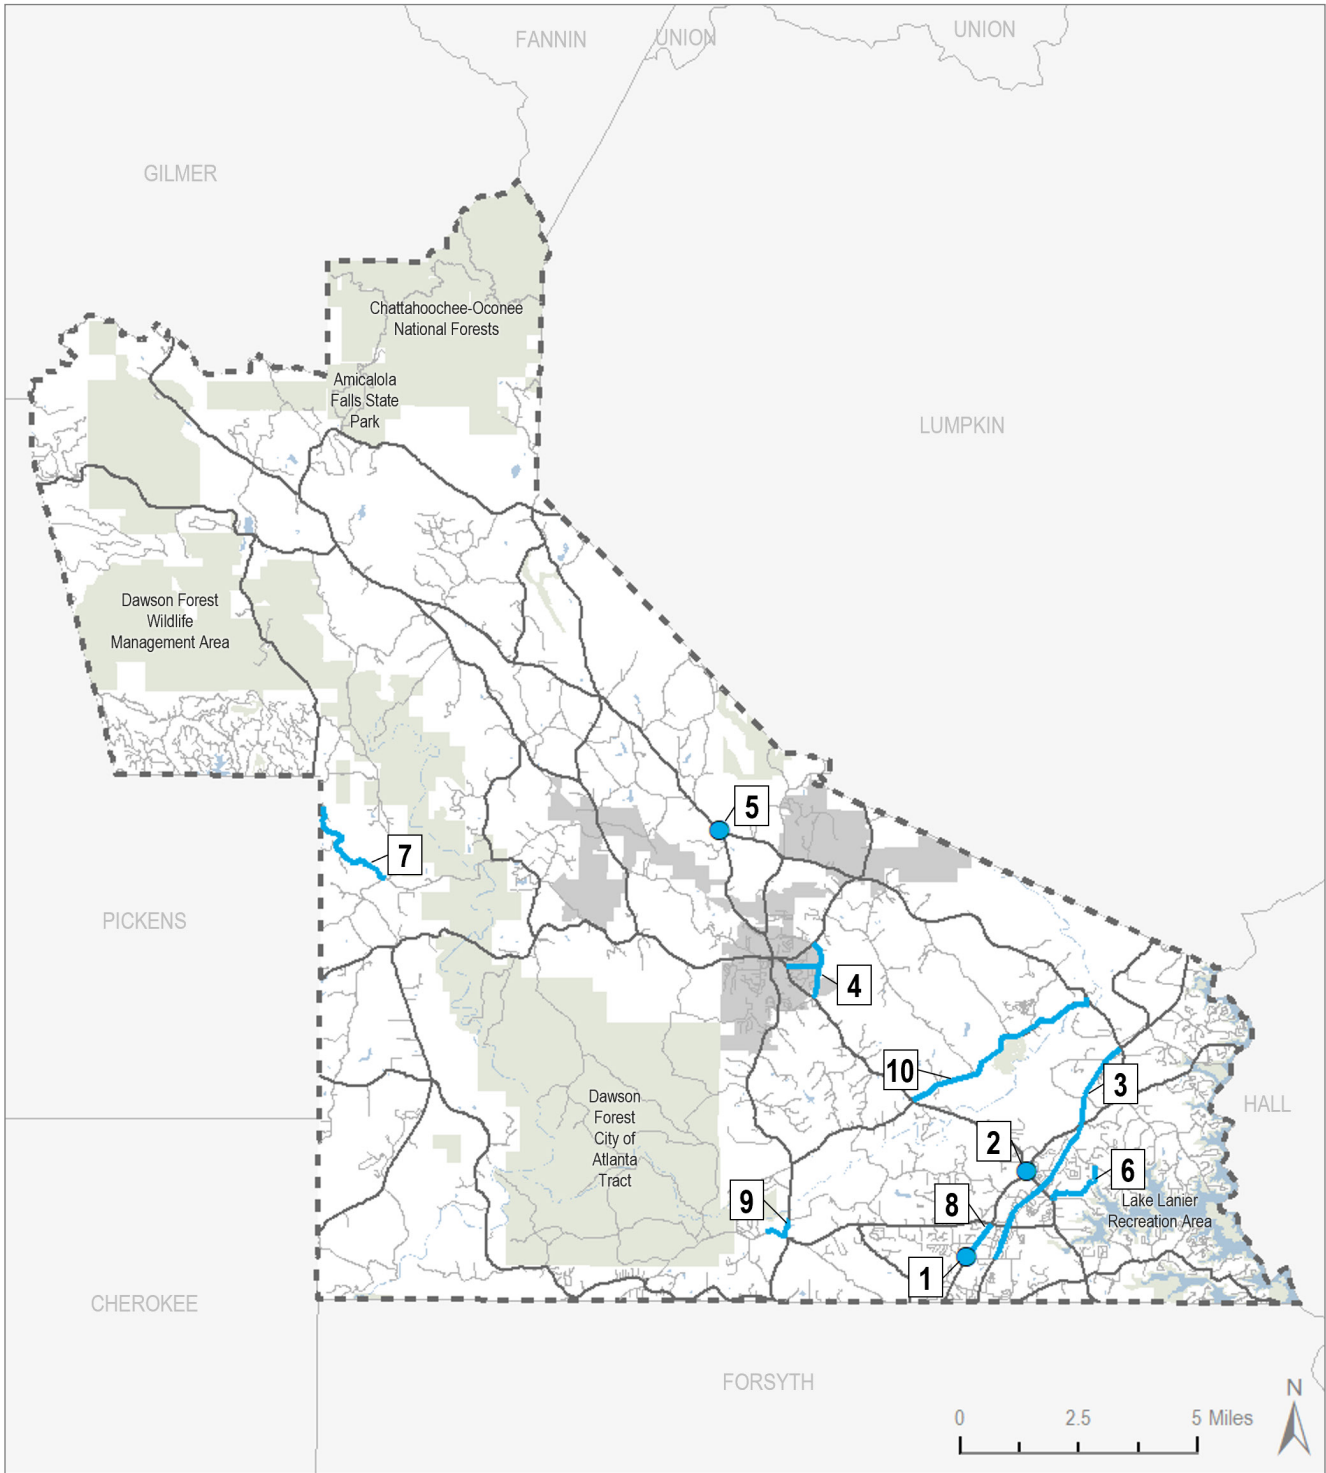 FANNIN
UNION
UNION
GILMER
Chattahoochee-Oconee
National Forests
Amicalola
Falls State
Park
LUMPKIN
Dawson Forest
Wildlife
Management Area
5
7
PICKENS
4
10
3
Dawson
Forest
City of
Atlanta
Tract
HALL
2
6
9
8
Lake Lanier
Recreation Area
1
CHEROKEE
FORSYTH
N
0 2.5 5 Miles